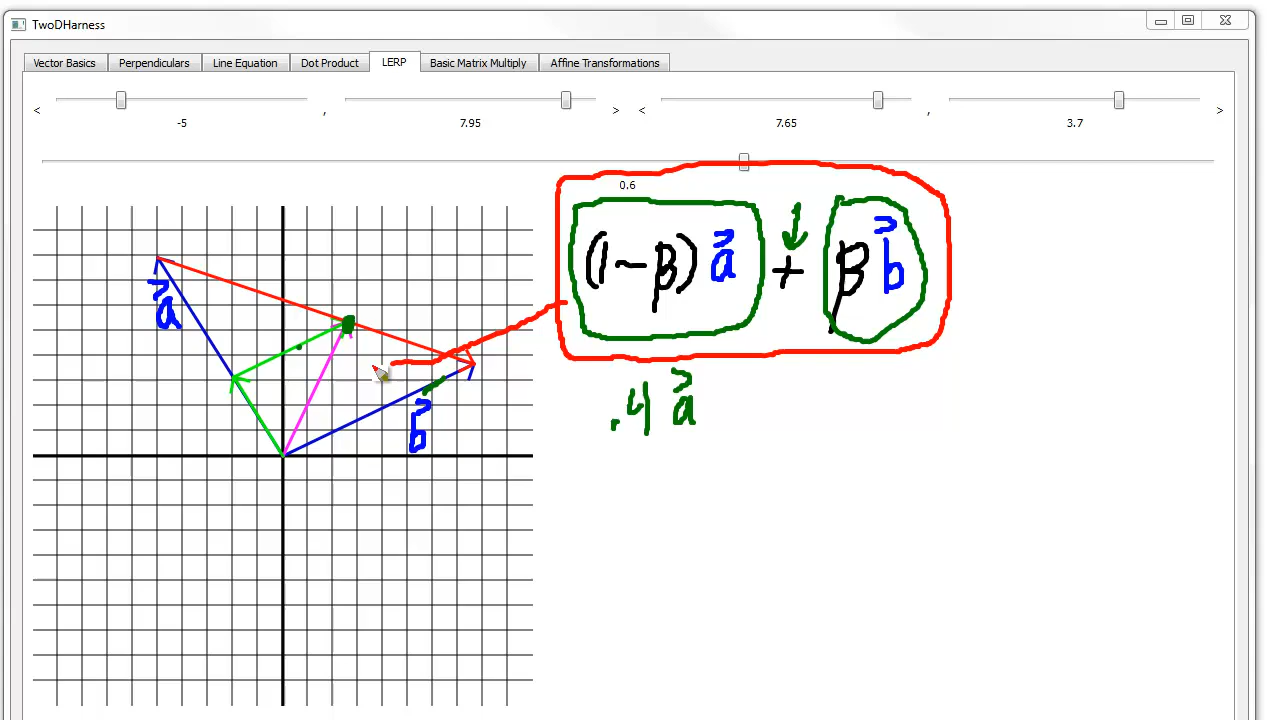 TwoDHarness
Vector Basics Perpendiculars Line Equation Dot Product LERP Basic Matrix Multiply Affine Transformations
< , > < , >
-5 7.95 7.65 3.7
0.6
(1-β)a + βb
a
b
.4 a